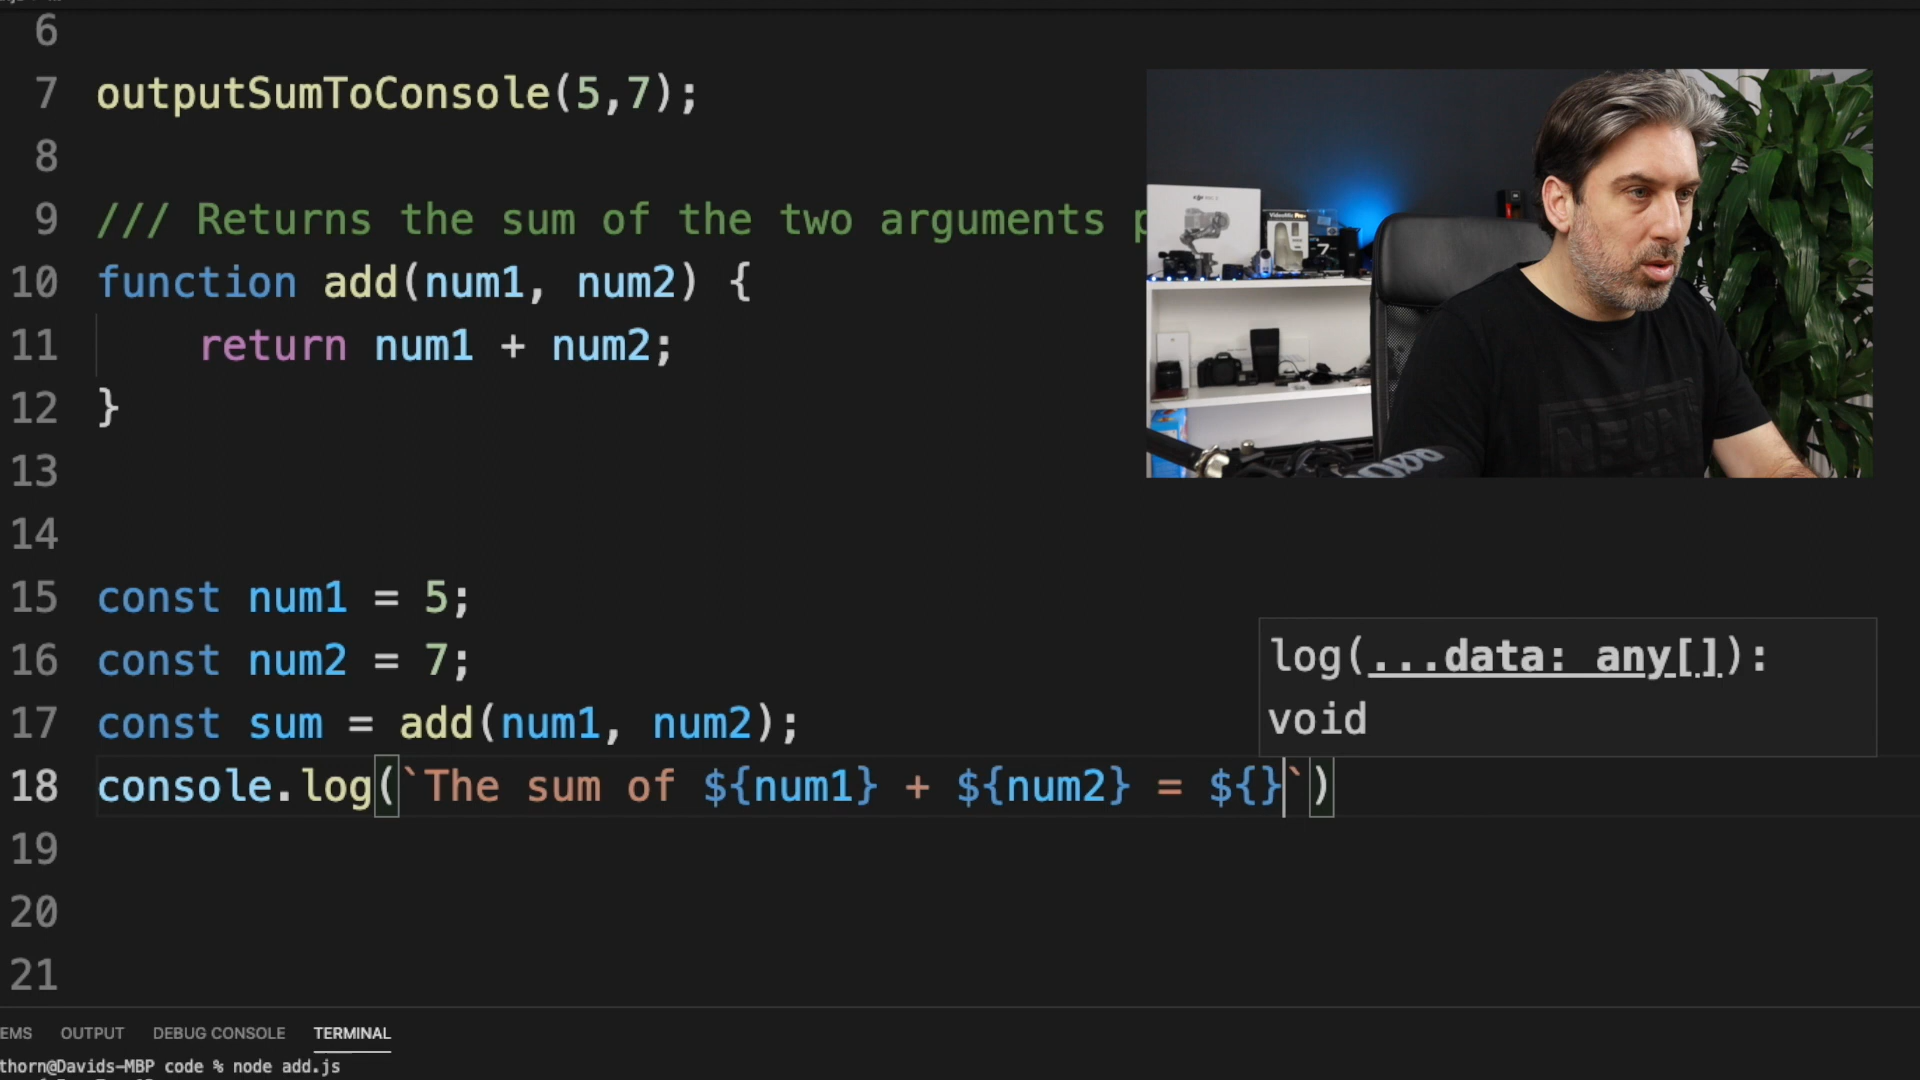 6
7 outputSumToConsole(5,7);
8
9 /// Returns the sum of the two arguments p
10 function add(num1, num2) {
11 return num1 + num2;
12 }
13
14
15 const num1 = 5;
16 const num2 = 7;
17 const sum = add(num1, num2);
18 console.log(`The sum of ${num1} + ${num2} = ${}`)
19
20
21
log(...data: any[]):
void
EMS OUTPUT DEBUG CONSOLE TERMINAL
thorn@Davids-MBP code % node add.js